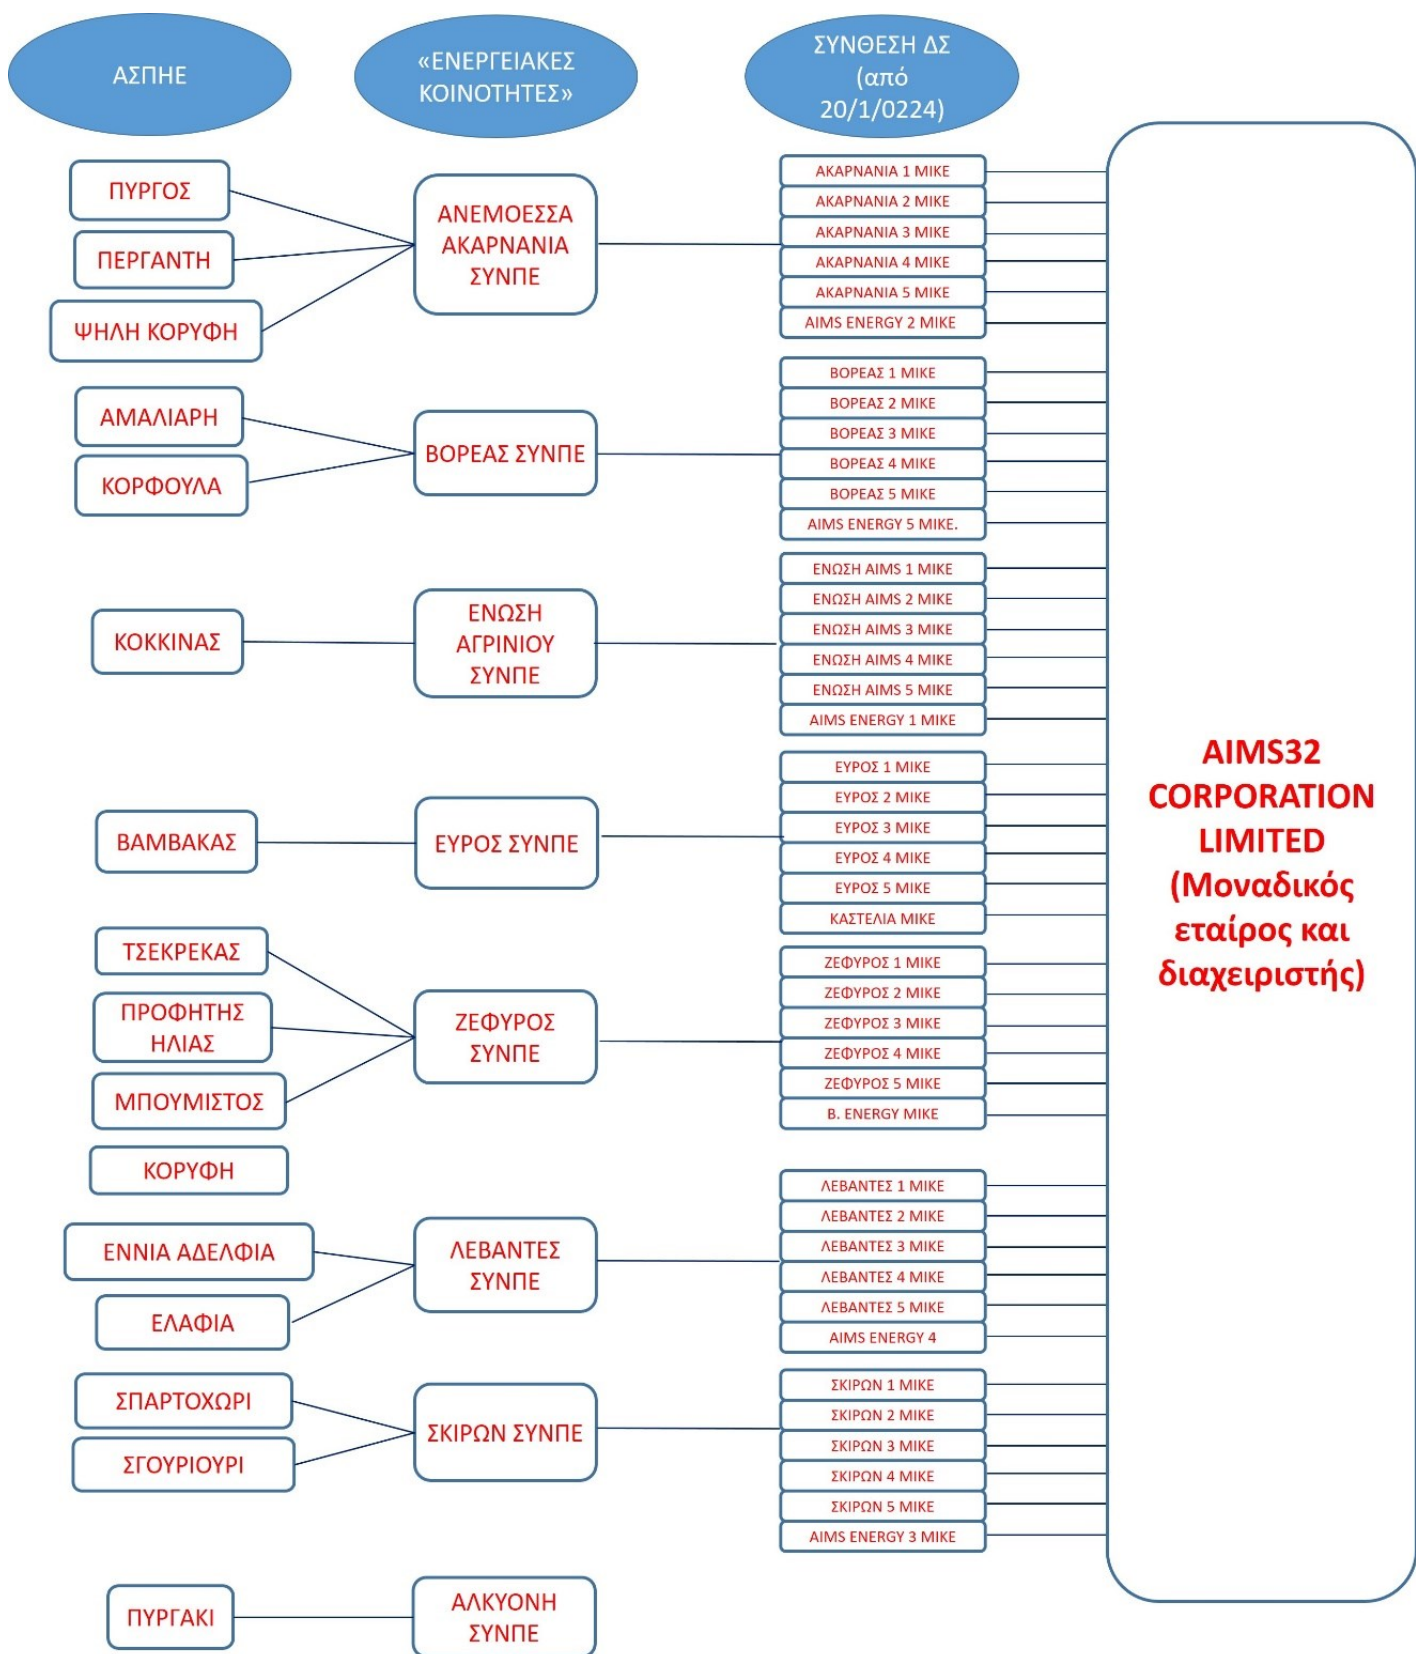 ΑΣΠΗΕ
«ΕΝΕΡΓΕΙΑΚΕΣ
ΚΟΙΝΟΤΗΤΕΣ»
ΣΥΝΘΕΣΗ ΔΣ
(από
20/1/0224)
ΠΥΡΓΟΣ
ΠΕΡΓΑΝΤΗ
ΨΗΛΗ ΚΟΡΥΦΗ
ΑΝΕΜΟΕΣΣΑ
ΑΚΑΡΝΑΝΙΑ
ΣΥΝΠΕ
ΑΚΑΡΝΑΝΙΑ 1 ΜΙΚΕ
ΑΚΑΡΝΑΝΙΑ 2 ΜΙΚΕ
ΑΚΑΡΝΑΝΙΑ 3 ΜΙΚΕ
ΑΚΑΡΝΑΝΙΑ 4 ΜΙΚΕ
ΑΚΑΡΝΑΝΙΑ 5 ΜΙΚΕ
AIMS ENERGY 2 ΜΙΚΕ
ΑΜΑΛΙΑΡΗ
ΚΟΡΦΟΥΛΑ
ΒΟΡΕΑΣ ΣΥΝΠΕ
ΒΟΡΕΑΣ 1 ΜΙΚΕ
ΒΟΡΕΑΣ 2 ΜΙΚΕ
ΒΟΡΕΑΣ 3 ΜΙΚΕ
ΒΟΡΕΑΣ 4 ΜΙΚΕ
ΒΟΡΕΑΣ 5 ΜΙΚΕ
AIMS ENERGY 5 ΜΙΚΕ.
ΚΟΚΚΙΝΑΣ
ΕΝΩΣΗ
ΑΓΡΙΝΙΟΥ
ΣΥΝΠΕ
ΕΝΩΣΗ AIMS 1 ΜΙΚΕ
ΕΝΩΣΗ AIMS 2 ΜΙΚΕ
ΕΝΩΣΗ AIMS 3 ΜΙΚΕ
ΕΝΩΣΗ AIMS 4 ΜΙΚΕ
ΕΝΩΣΗ AIMS 5 ΜΙΚΕ
AIMS ENERGY 1 ΜΙΚΕ
ΒΑΜΒΑΚΑΣ
ΕΥΡΟΣ ΣΥΝΠΕ
ΕΥΡΟΣ 1 ΜΙΚΕ
ΕΥΡΟΣ 2 ΜΙΚΕ
ΕΥΡΟΣ 3 ΜΙΚΕ
ΕΥΡΟΣ 4 ΜΙΚΕ
ΕΥΡΟΣ 5 ΜΙΚΕ
ΚΑΣΤΕΛΙΑ ΜΙΚΕ
ΤΣΕΚΡΕΚΑΣ
ΠΡΟΦΗΤΗΣ
ΗΛΙΑΣ
ΜΠΟΥΜΙΣΤΟΣ
ΚΟΡΥΦΗ
ΖΕΦΥΡΟΣ
ΣΥΝΠΕ
ΖΕΦΥΡΟΣ 1 ΜΙΚΕ
ΖΕΦΥΡΟΣ 2 ΜΙΚΕ
ΖΕΦΥΡΟΣ 3 ΜΙΚΕ
ΖΕΦΥΡΟΣ 4 ΜΙΚΕ
ΖΕΦΥΡΟΣ 5 ΜΙΚΕ
B. ENERGY ΜΙΚΕ
ΕΝΝΙΑ ΑΔΕΛΦΙΑ
ΕΛΑΦΙΑ
ΛΕΒΑΝΤΕΣ
ΣΥΝΠΕ
ΛΕΒΑΝΤΕΣ 1 ΜΙΚΕ
ΛΕΒΑΝΤΕΣ 2 ΜΙΚΕ
ΛΕΒΑΝΤΕΣ 3 ΜΙΚΕ
ΛΕΒΑΝΤΕΣ 4 ΜΙΚΕ
ΛΕΒΑΝΤΕΣ 5 ΜΙΚΕ
AIMS ENERGY 4
ΣΠΑΡΤΟΧΩΡΙ
ΣΓΟΥΡΙΟΥΡΙ
ΣΚΙΡΩΝ ΣΥΝΠΕ
ΣΚΙΡΩΝ 1 ΜΙΚΕ
ΣΚΙΡΩΝ 2 ΜΙΚΕ
ΣΚΙΡΩΝ 3 ΜΙΚΕ
ΣΚΙΡΩΝ 4 ΜΙΚΕ
ΣΚΙΡΩΝ 5 ΜΙΚΕ
AIMS ENERGY 3 ΜΙΚΕ
ΠΥΡΓΑΚΙ
ΑΛΚΥΟΝΗ
ΣΥΝΠΕ
AIMS32
CORPORATION
LIMITED
(Μοναδικός
εταίρος και
διαχειριστής)